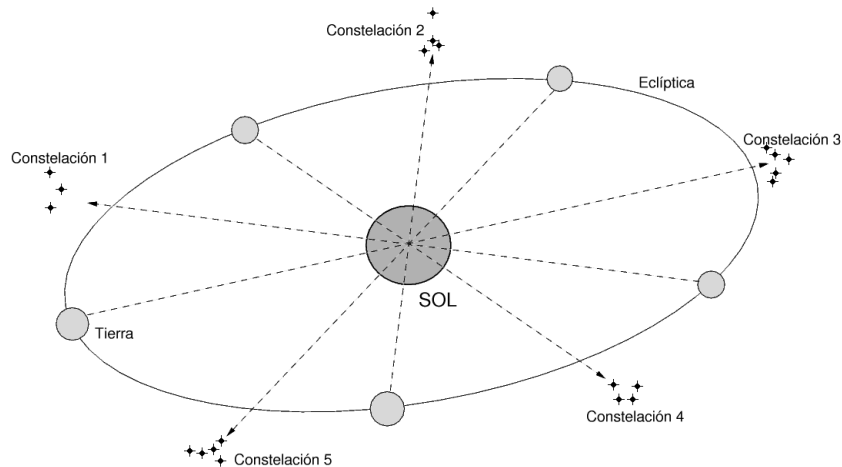 Constelación 2
Eclíptica
Constelación 3
Constelación 1
SOL
Tierra
Constelación 4
Constelación 5